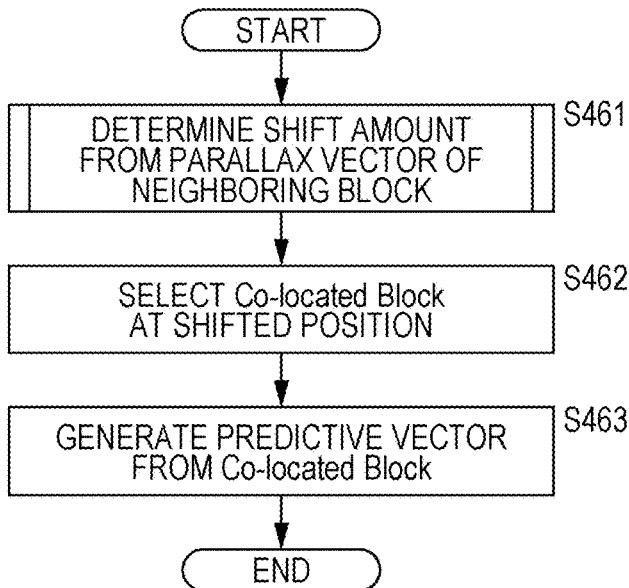 START
S461
DETERMINE SHIFT AMOUNT
FROM PARALLAX VECTOR OF
NEIGHBORING BLOCK
S462
SELECT Co-located Block
AT SHIFTED POSITION
S463
GENERATE PREDICTIVE VECTOR
FROM Co-located Block
END